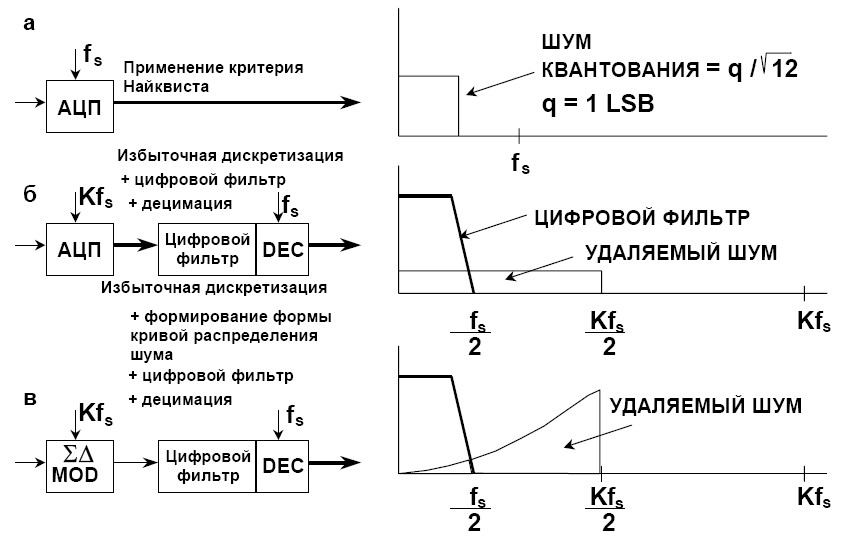 а
fs
АЦП
Применение критерия
Найквиста
ШУМ
КВАНТОВАНИЯ = q /√12
q = 1 LSB
fs
Избыточная дискретизация
+ цифровой фильтр
+ децимация
б
Kfs
fs
АЦП
Цифровой
фильтр
DEC
ЦИФРОВОЙ ФИЛЬТР
УДАЛЯЕМЫЙ ШУМ
fs
2
Kfs
2
Kfs
Избыточная дискретизация
+ формирование формы
кривой распределения
шума
+ цифровой фильтр
+ децимация
в
Kfs
fs
ΣΔ
MOD
Цифровой
фильтр
DEC
УДАЛЯЕМЫЙ ШУМ
fs
2
Kfs
2
Kfs